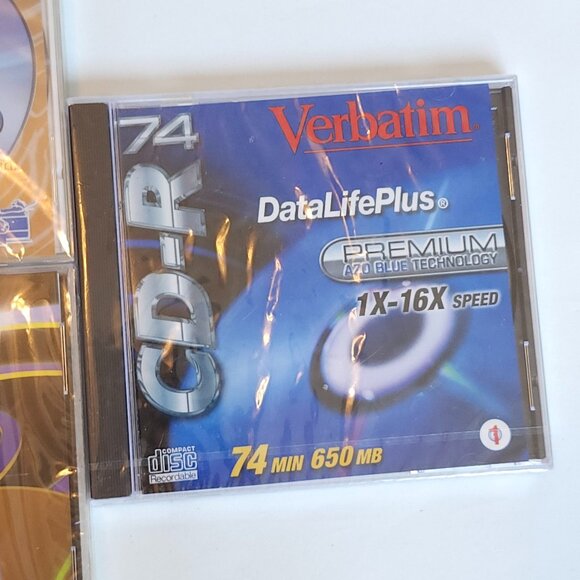 74
CD-R
Verbatim®
DataLifePlus®
PREMIUM
AZO BLUE TECHNOLOGY
1X-16X SPEED
COMPACT
disc
Recordable
74 MIN 650 MB